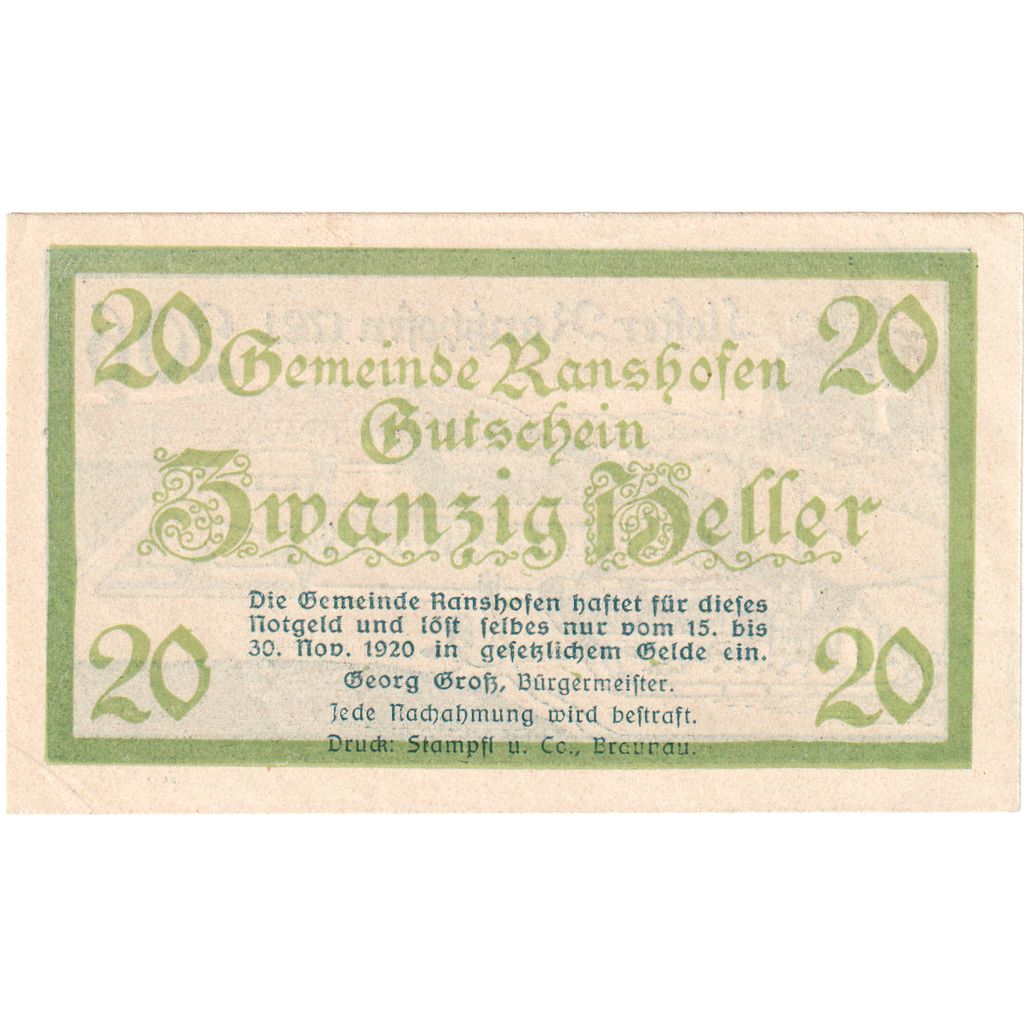 20 20
Gemeinde Ranshofen
Gutschein
Zwanzig Heller
Die Gemeinde Ranshofen haftet für dieſes
Notgeld und löſt ſelbes nur vom 15. bis
30. Nov. 1920 in geſetzlichem Gelde ein.
Georg Groß, Bürgermeiſter.
Jede Nachahmung wird beſtraft.
20 20
Druck: Stampfl u. Co., Braunau.